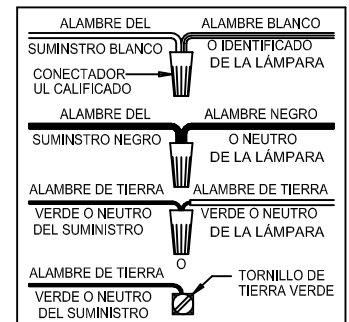 ALAMBRE DEL ALAMBRE BLANCO
SUMINSTRO BLANCO O IDENTIFICADO
CONECTADOR DE LA LÁMPARA
UL CALIFICADO
ALAMBRE DEL ALAMBRE NEGRO
SUMINSTRO NEGRO O NEUTRO
DE LA LÁMPARA
ALAMBRE DE TIERRA ALAMBRE DE TIERRA
VERDE O NEUTRO VERDE O NEUTRO
DEL SUMINISTRO DE LA LÁMPARA
O
ALAMBRE DE TIERRA TORNILLO DE
VERDE O NEUTRO TIERRA VERDE
DEL SUMINISTRO